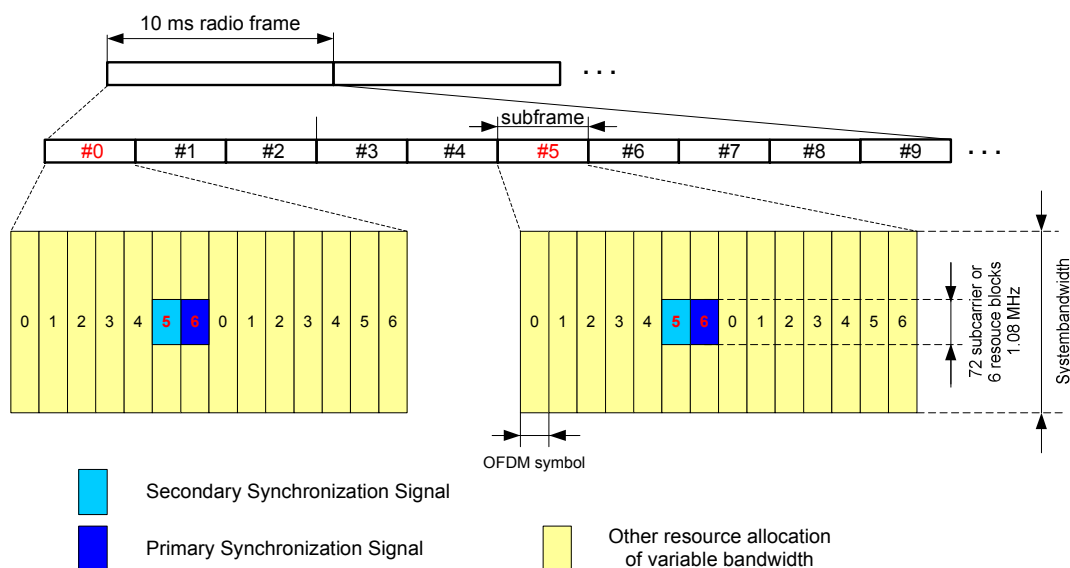 10 ms radio frame
. . .
subframe
#0 #1 #2 #3 #4 #5 #6 #7 #8 #9 . . .
0 1 2 3 4 5 6 0 1 2 3 4 5 6
0 1 2 3 4 5 6 0 1 2 3 4 5 6
72 subcarrier or
6 resouce blocks
1.08 MHz
Systembandwidth
OFDM symbol
Secondary Synchronization Signal
Primary Synchronization Signal
Other resource allocation
of variable bandwidth